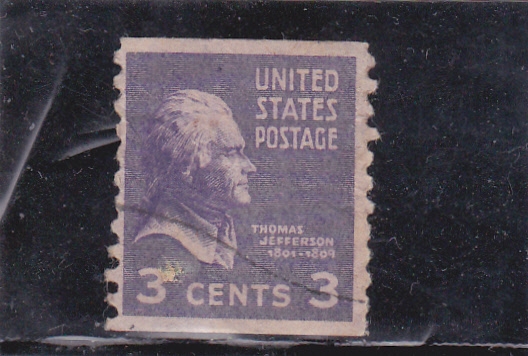 UNITED
STATES
POSTAGE
THOMAS
JEFFERSON
1801-1809
3 CENTS 3